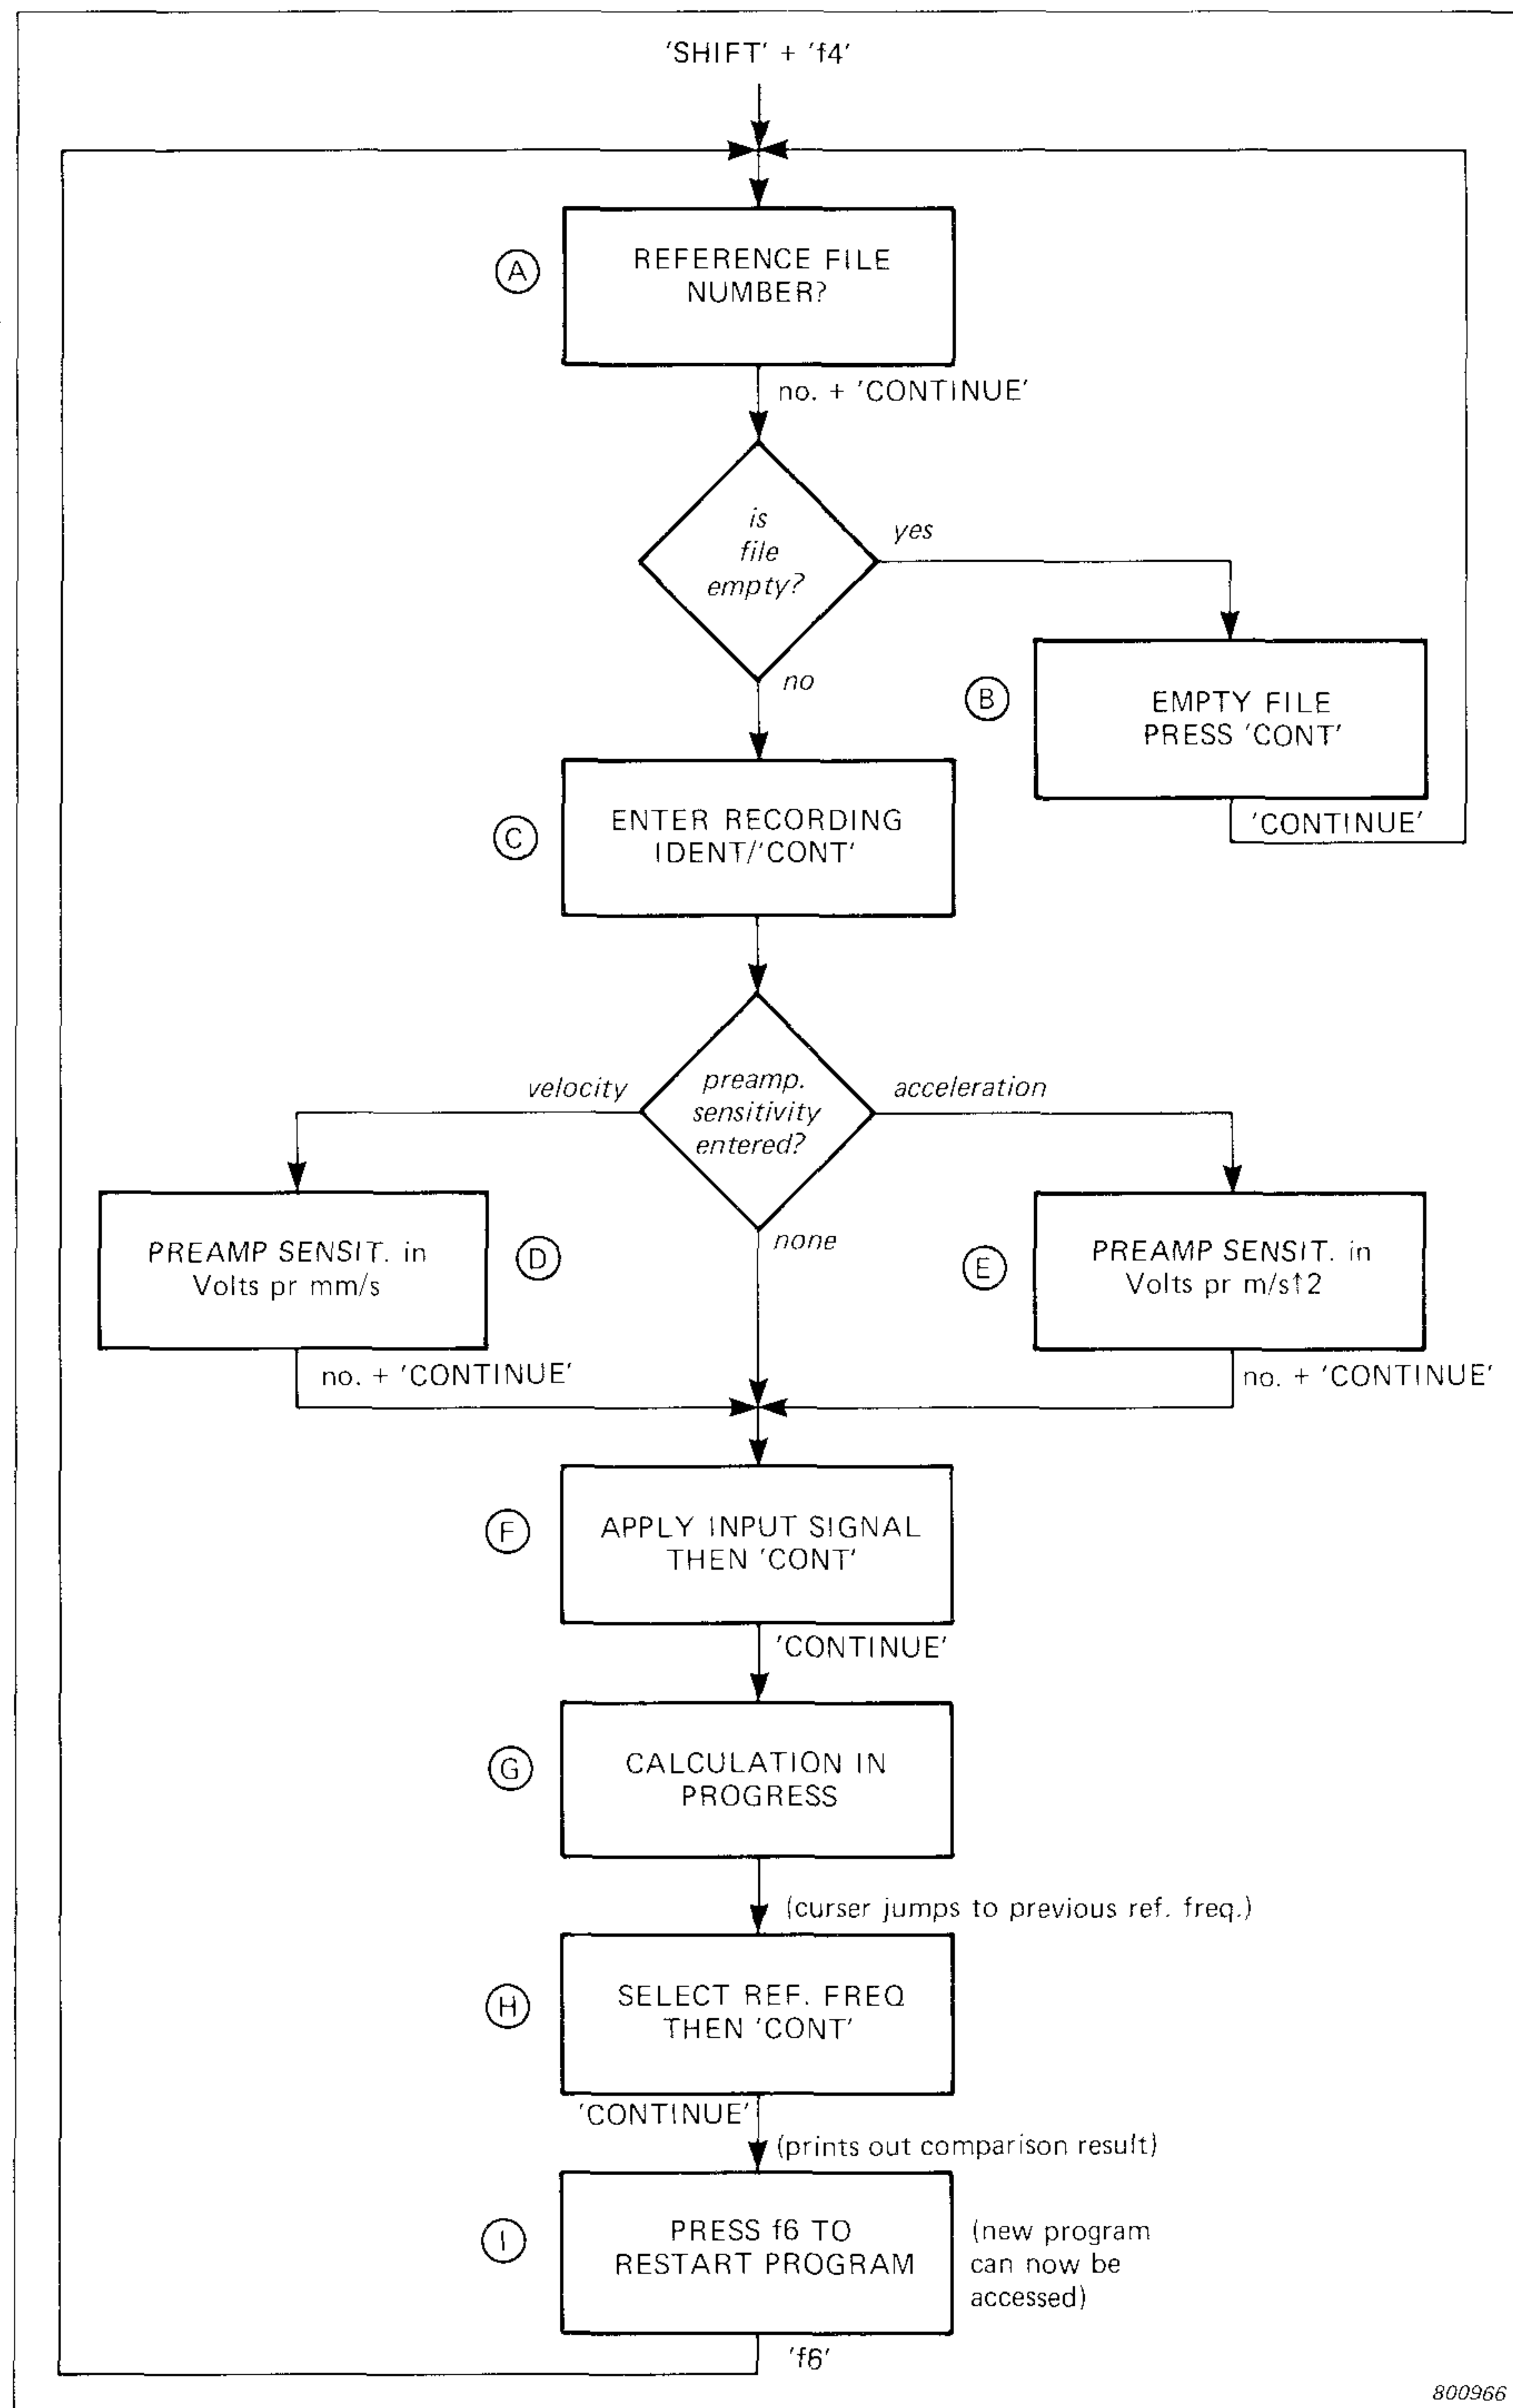 'SHIFT' + 'f4'
A
REFERENCE FILE
NUMBER?
no. + 'CONTINUE'
is
file
empty?
yes
no
B
EMPTY FILE
PRESS 'CONT'
'CONTINUE'
C
ENTER RECORDING
IDENT/'CONT'
velocity
preamp.
sensitivity
entered?
acceleration
none
PREAMP SENSIT. in
Volts pr mm/s
D
no. + 'CONTINUE'
E
PREAMP SENSIT. in
Volts pr m/s↑2
no. + 'CONTINUE'
F
APPLY INPUT SIGNAL
THEN 'CONT'
'CONTINUE'
G
CALCULATION IN
PROGRESS
(curser jumps to previous ref. freq.)
H
SELECT REF. FREQ
THEN 'CONT'
'CONTINUE'
(prints out comparison result)
I
PRESS f6 TO
RESTART PROGRAM
(new program
can now be
accessed)
'f6'
800966